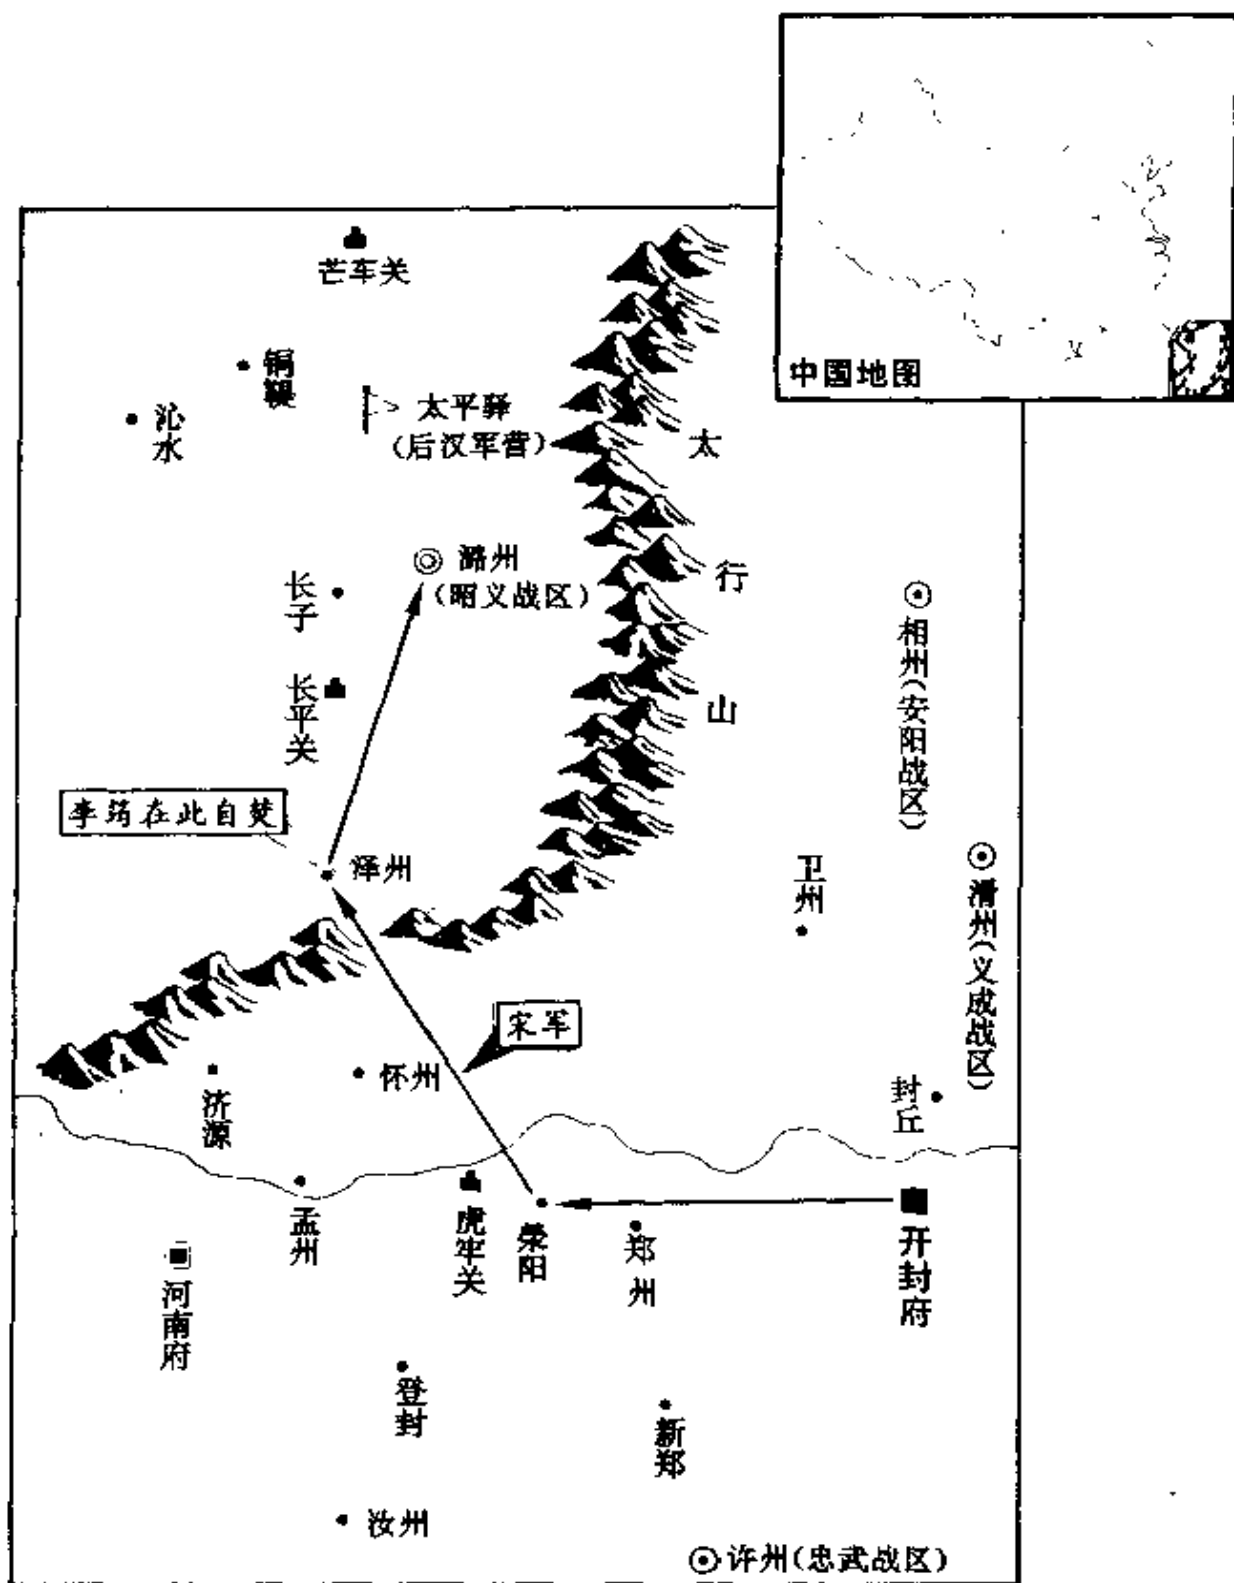 中国地图
芒车关
铜鞮
沁水
太平驿
(后汉军营)
太
行
山
潞州
(昭义战区)
长子
长平关
相州(安阳战区)
李筠在此自焚
泽州
卫州
滑州(义成战区)
宋军
怀州
济源
封丘
孟州
虎牢关
荥阳
郑州
开封府
河南府
登封
新郑
汝州
许州(忠武战区)